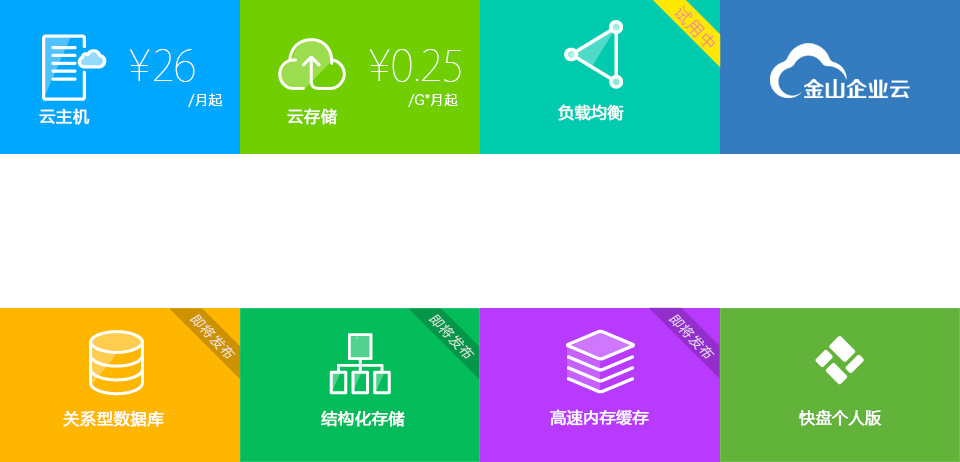 ¥26
/月起
云主机
¥0.25
/G*月起
云存储
试用中
负载均衡
金山企业云
即将发布
关系型数据库
即将发布
结构化存储
即将发布
高速内存缓存
快盘个人版